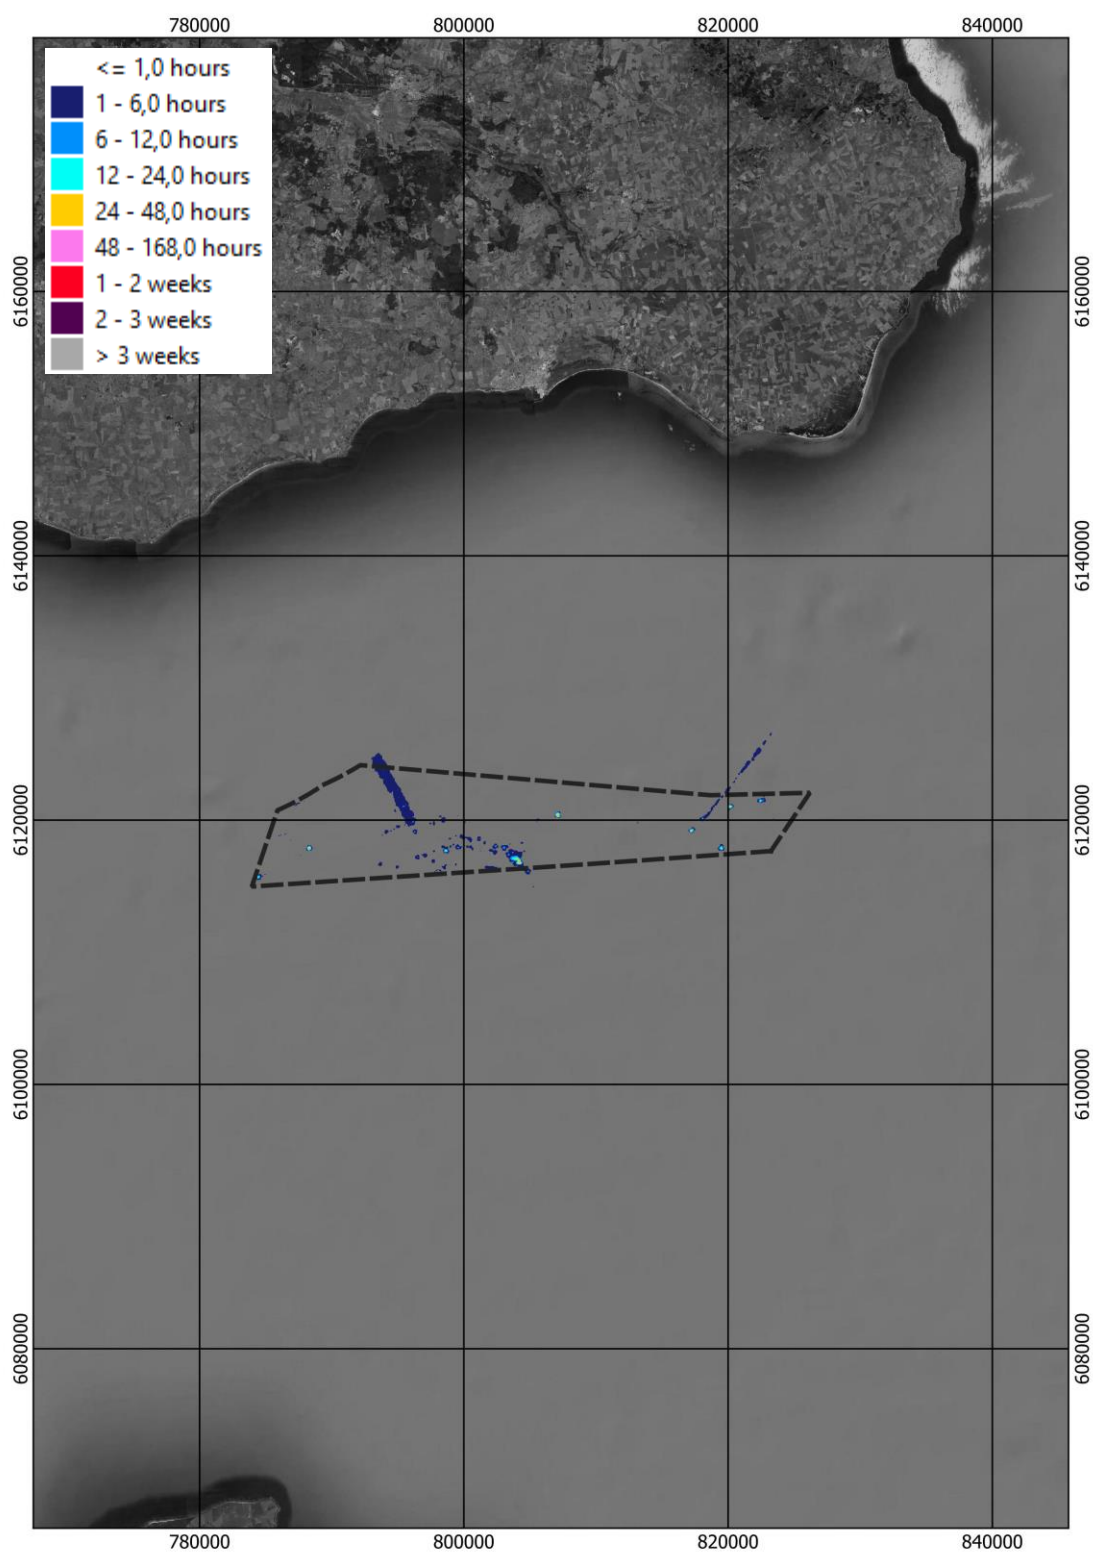 780000 800000 820000 840000
<= 1,0 hours
1 - 6,0 hours
6 - 12,0 hours
12 - 24,0 hours
24 - 48,0 hours
48 - 168,0 hours
1 - 2 weeks
2 - 3 weeks
> 3 weeks
6160000 6160000
6140000 6140000
6120000 6120000
6100000 6100000
6080000 6080000
780000 800000 820000 840000